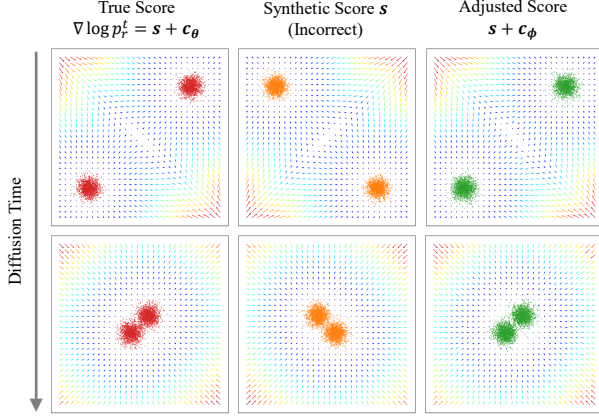 True Score
∇ log p_r^t = s + c_θ
Synthetic Score s
(Incorrect)
Adjusted Score
s + c_ϕ
Diffusion Time